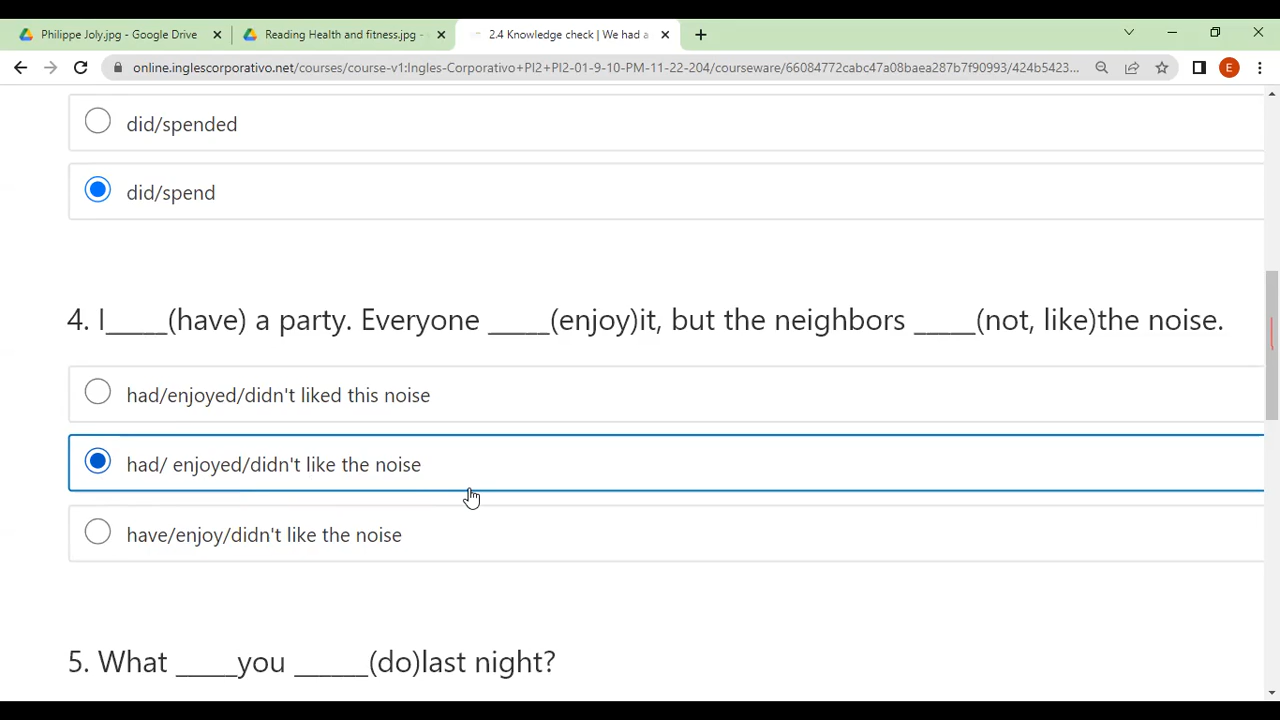 Philippe Joly.jpg - Google Drive
Reading Health and fitness.jpg -
2.4 Knowledge check | We had a
online.inglescorporativo.net/courses/course-v1:Ingles-Corporativo+PI2+PI2-01-9-10-PM-11-22-204/courseware/66084772cabc47a08baea287b7f90993/424b5423...
E
did/spended
did/spend
4. I_____(have) a party. Everyone _____(enjoy)it, but the neighbors _____(not, like)the noise.
had/enjoyed/didn't liked this noise
had/ enjoyed/didn't like the noise
have/enjoy/didn't like the noise
5. What _____you ______(do)last night?